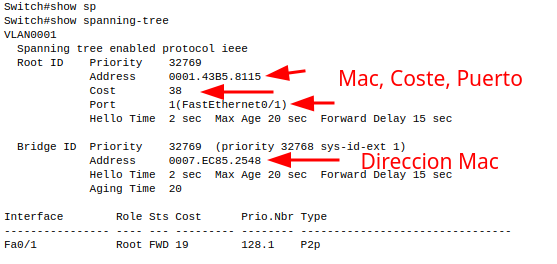 Switch#show sp
Switch#show spanning-tree
VLAN0001
  Spanning tree enabled protocol ieee
  Root ID    Priority    32769
             Address     0001.43B5.8115
             Cost        38
             Port        1(FastEthernet0/1)
             Hello Time  2 sec  Max Age 20 sec  Forward Delay 15 sec
Mac, Coste, Puerto

  Bridge ID  Priority    32769  (priority 32768 sys-id-ext 1)
             Address     0007.EC85.2548
             Hello Time  2 sec  Max Age 20 sec  Forward Delay 15 sec
             Aging Time  20
Direccion Mac

Interface        Role Sts Cost      Prio.Nbr Type
---------------- ---- --- --------- -------- --------------------------------
Fa0/1            Root FWD 19        128.1    P2p